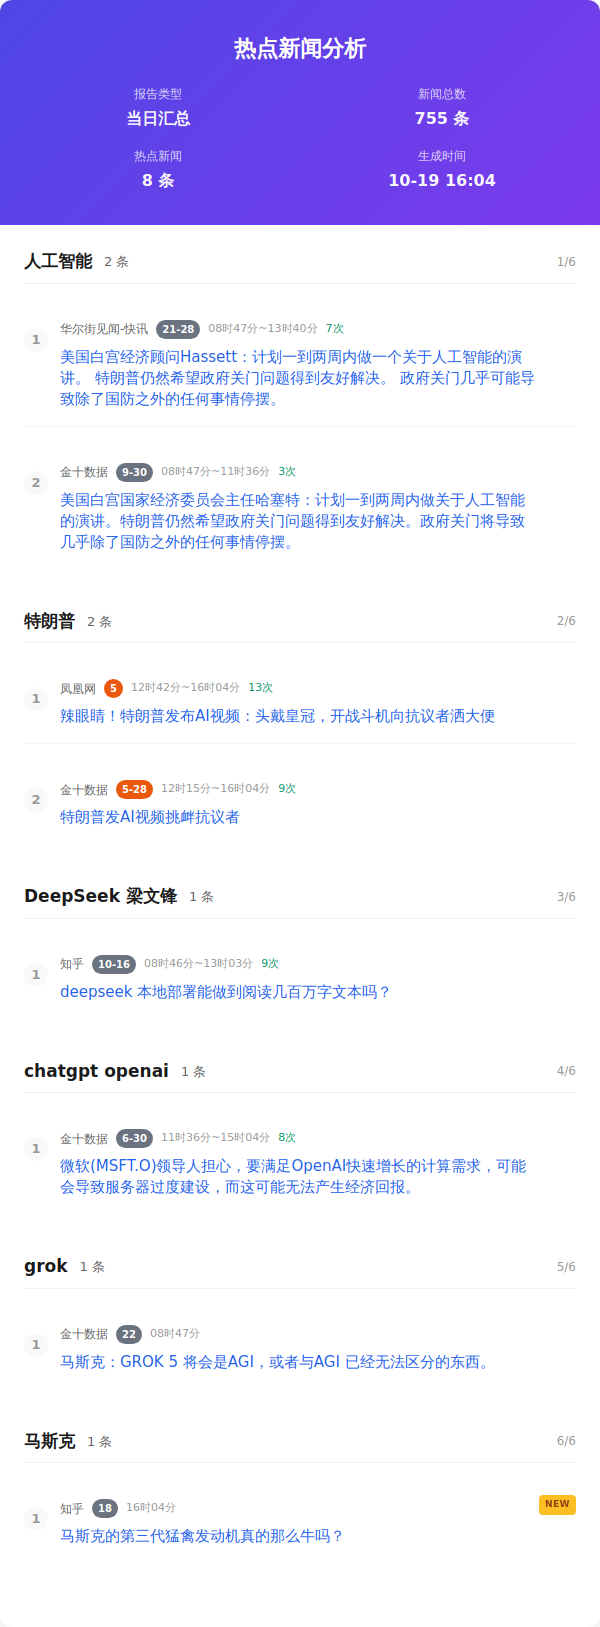 热点新闻分析
报告类型
当日汇总
新闻总数
755 条
热点新闻
8 条
生成时间
10-19 16:04
人工智能 2 条 1/6
1
华尔街见闻-快讯 21-28 08时47分~13时40分 7次
美国白宫经济顾问Hassett：计划一到两周内做一个关于人工智能的演
讲。 特朗普仍然希望政府关门问题得到友好解决。 政府关门几乎可能导
致除了国防之外的任何事情停摆。
2
金十数据 9-30 08时47分~11时36分 3次
美国白宫国家经济委员会主任哈塞特：计划一到两周内做关于人工智能
的演讲。特朗普仍然希望政府关门问题得到友好解决。政府关门将导致
几乎除了国防之外的任何事情停摆。
特朗普 2 条 2/6
1
凤凰网 5 12时42分~16时04分 13次
辣眼睛！特朗普发布AI视频：头戴皇冠，开战斗机向抗议者洒大便
2
金十数据 5-28 12时15分~16时04分 9次
特朗普发AI视频挑衅抗议者
DeepSeek 梁文锋 1 条 3/6
1
知乎 10-16 08时46分~13时03分 9次
deepseek 本地部署能做到阅读几百万字文本吗？
chatgpt openai 1 条 4/6
1
金十数据 6-30 11时36分~15时04分 8次
微软(MSFT.O)领导人担心，要满足OpenAI快速增长的计算需求，可能
会导致服务器过度建设，而这可能无法产生经济回报。
grok 1 条 5/6
1
金十数据 22 08时47分
马斯克：GROK 5 将会是AGI，或者与AGI 已经无法区分的东西。
马斯克 1 条 6/6
1
知乎 18 16时04分 NEW
马斯克的第三代猛禽发动机真的那么牛吗？